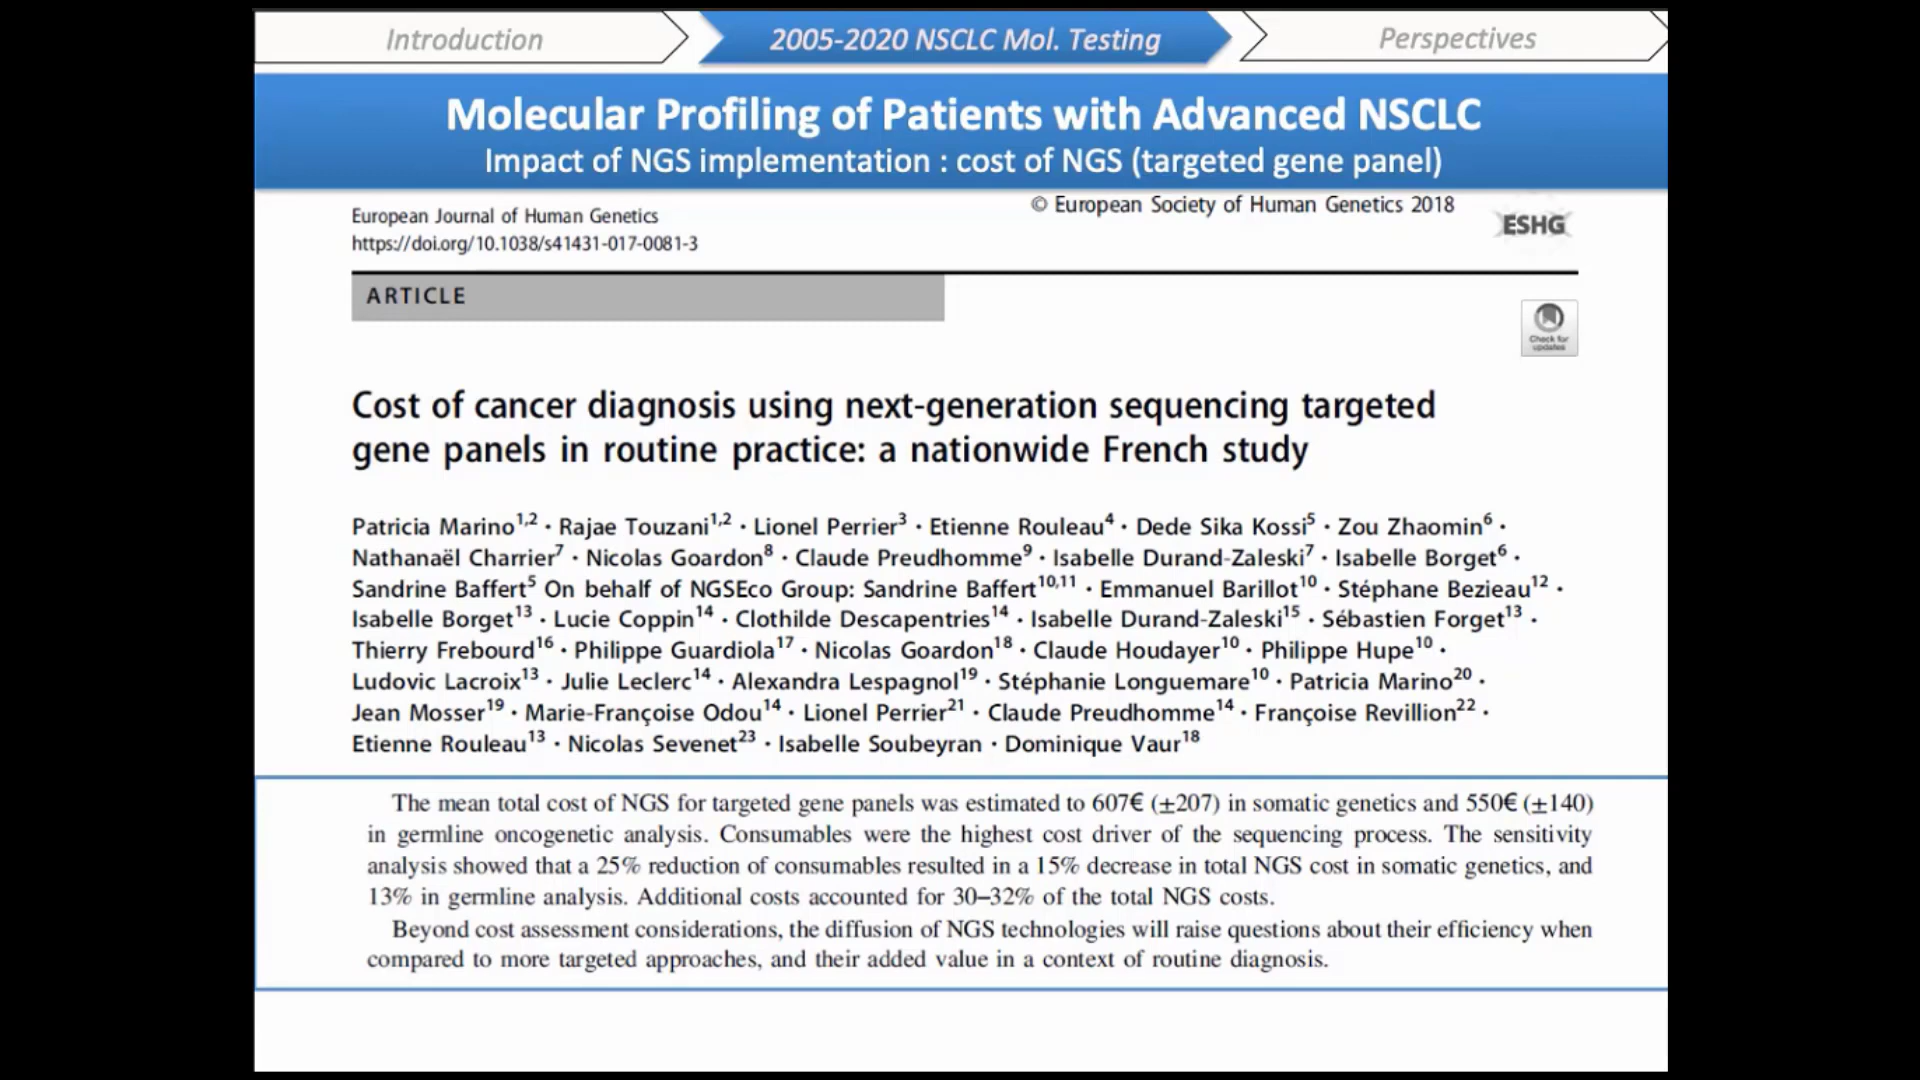 Introduction
2005-2020 NSCLC Mol. Testing
Perspectives
Molecular Profiling of Patients with Advanced NSCLC
Impact of NGS implementation : cost of NGS (targeted gene panel)
European Journal of Human Genetics
https://doi.org/10.1038/s41431-017-0081-3
© European Society of Human Genetics 2018
ESHG
ARTICLE
Check for
updates
Cost of cancer diagnosis using next-generation sequencing targeted
gene panels in routine practice: a nationwide French study
Patricia Marino1,2 · Rajae Touzani1,2 · Lionel Perrier3 · Etienne Rouleau4 · Dede Sika Kossi5 · Zou Zhaomin6 ·
Nathanaël Charrier7 · Nicolas Goardon8 · Claude Preudhomme9 · Isabelle Durand-Zaleski7 · Isabelle Borget6 ·
Sandrine Baffert5 On behalf of NGSEco Group: Sandrine Baffert10,11 · Emmanuel Barillot10 · Stéphane Bezieau12 ·
Isabelle Borget13 · Lucie Coppin14 · Clothilde Descapentries14 · Isabelle Durand-Zaleski15 · Sébastien Forget13 ·
Thierry Frebourd16 · Philippe Guardiola17 · Nicolas Goardon18 · Claude Houdayer10 · Philippe Hupe10 ·
Ludovic Lacroix13 · Julie Leclerc14 · Alexandra Lespagnol19 · Stéphanie Longuemare10 · Patricia Marino20 ·
Jean Mosser19 · Marie-Françoise Odou14 · Lionel Perrier21 · Claude Preudhomme14 · Françoise Revillion22 ·
Etienne Rouleau13 · Nicolas Sevenet23 · Isabelle Soubeyran · Dominique Vaur18
The mean total cost of NGS for targeted gene panels was estimated to 607€ (±207) in somatic genetics and 550€ (±140)
in germline oncogenetic analysis. Consumables were the highest cost driver of the sequencing process. The sensitivity
analysis showed that a 25% reduction of consumables resulted in a 15% decrease in total NGS cost in somatic genetics, and
13% in germline analysis. Additional costs accounted for 30–32% of the total NGS costs.
Beyond cost assessment considerations, the diffusion of NGS technologies will raise questions about their efficiency when
compared to more targeted approaches, and their added value in a context of routine diagnosis.